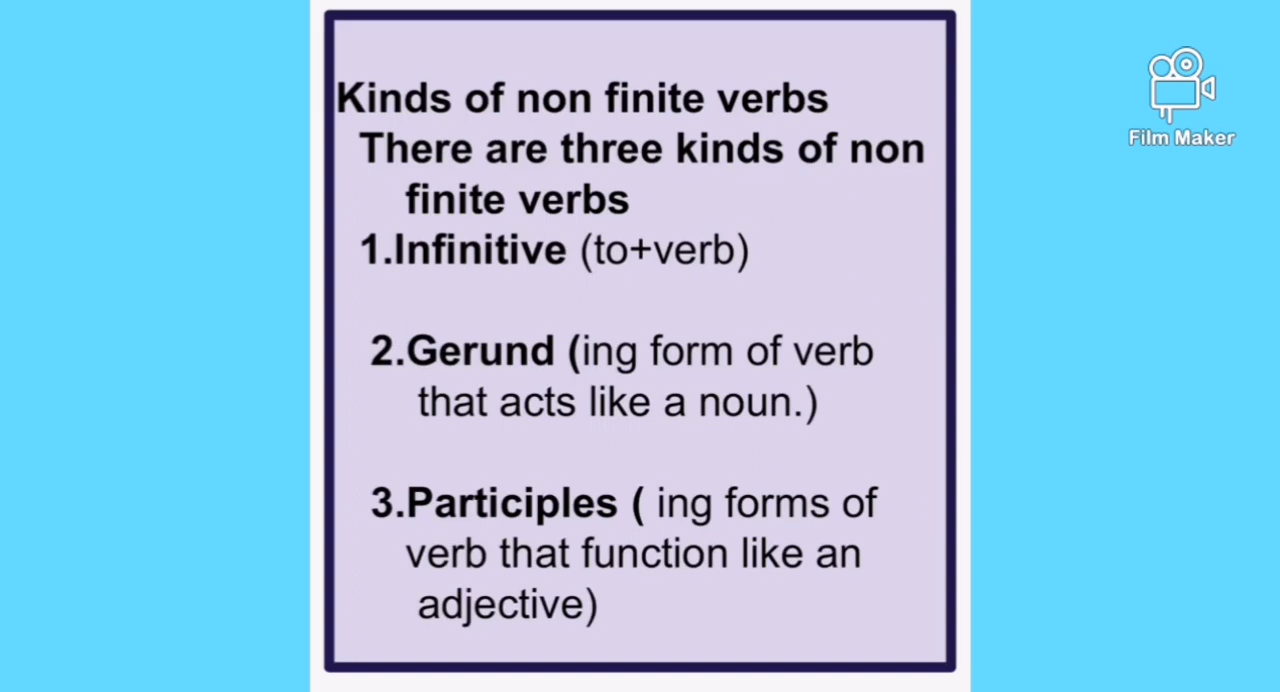 Kinds of non finite verbs
There are three kinds of non
finite verbs
1.Infinitive (to+verb)
2.Gerund (ing form of verb
that acts like a noun.)
3.Participles ( ing forms of
verb that function like an
adjective)
Film Maker